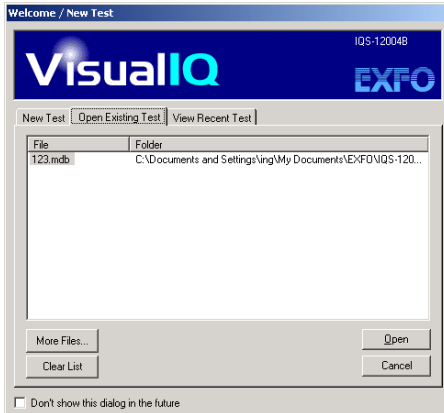 Welcome / New Test
IQS-12004B
VisualIQ
EXFO
New Test Open Existing Test View Recent Test
File Folder
123.mdb C:\Documents and Settings\ing\My Documents\EXFO\IQS-120...
More Files... Open
Clear List Cancel
Don't show this dialog in the future